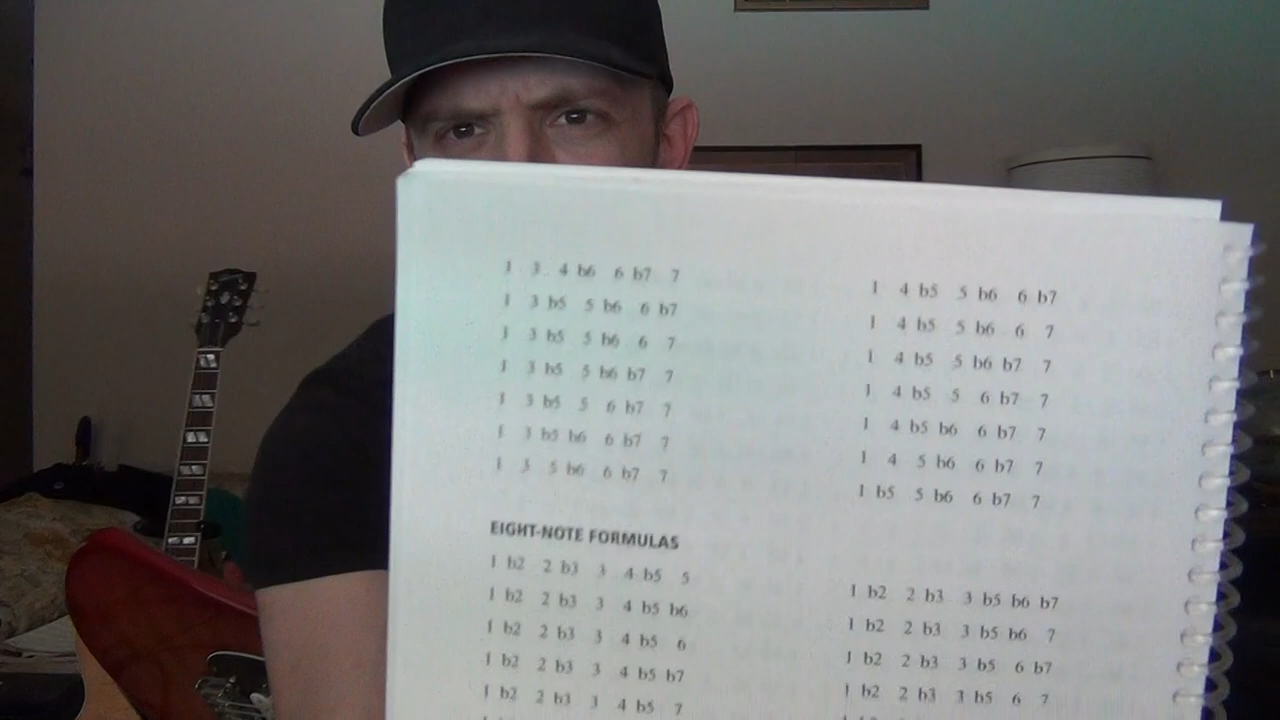 1 3 4 b6 6 b7 7
1 3 b5 5 b6 6 b7
1 3 b5 5 b6 6 7
1 3 b5 5 b6 b7 7
1 3 b5 5 6 b7 7
1 3 b5 b6 6 b7 7
1 3 5 b6 6 b7 7
1 4 b5 5 b6 6 b7
1 4 b5 5 b6 6 7
1 4 b5 5 b6 b7 7
1 4 b5 5 6 b7 7
1 4 b5 b6 6 b7 7
1 4 5 b6 6 b7 7
1 b5 5 b6 6 b7 7
EIGHT-NOTE FORMULAS
1 b2 2 b3 3 4 b5 5
1 b2 2 b3 3 4 b5 b6
1 b2 2 b3 3 4 b5 6
1 b2 2 b3 3 4 b5 b7
1 b2 2 b3 3 4 b5 7
1 b2 2 b3 3 b5 b6 b7
1 b2 2 b3 3 b5 b6 7
1 b2 2 b3 3 b5 6 b7
1 b2 2 b3 3 b5 6 7